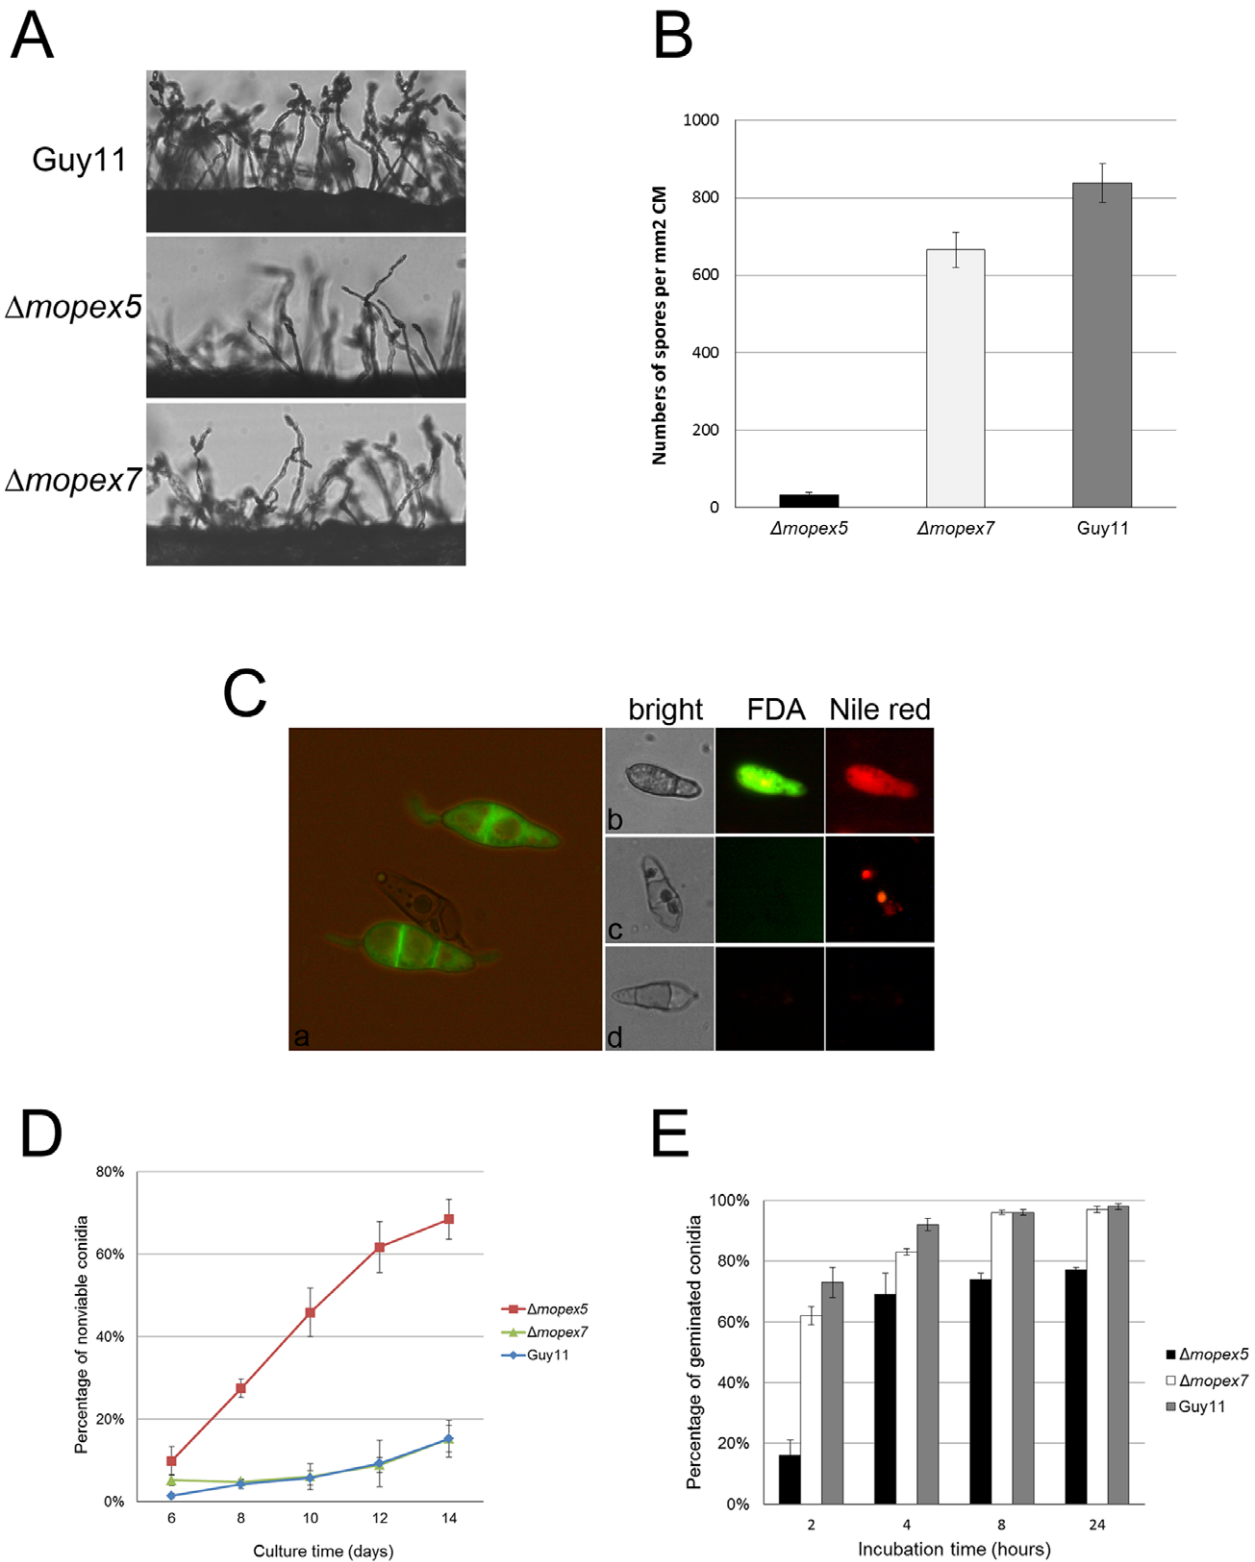 A
Guy11
Δmopex5
Δmopex7
B
Numbers of spores per mm2 CM
1000
800
600
400
200
0
Δmopex5
Δmopex7
Guy11
C
bright
FDA
Nile red
a
b
c
d
D
Percentage of nonviable conidia
80%
60%
40%
20%
0%
6
8
10
12
14
Culture time (days)
Δmopex5
Δmopex7
Guy11
E
Percentage of geminated conidia
100%
80%
60%
40%
20%
0%
2
4
8
24
Incubation time (hours)
Δmopex5
Δmopex7
Guy11